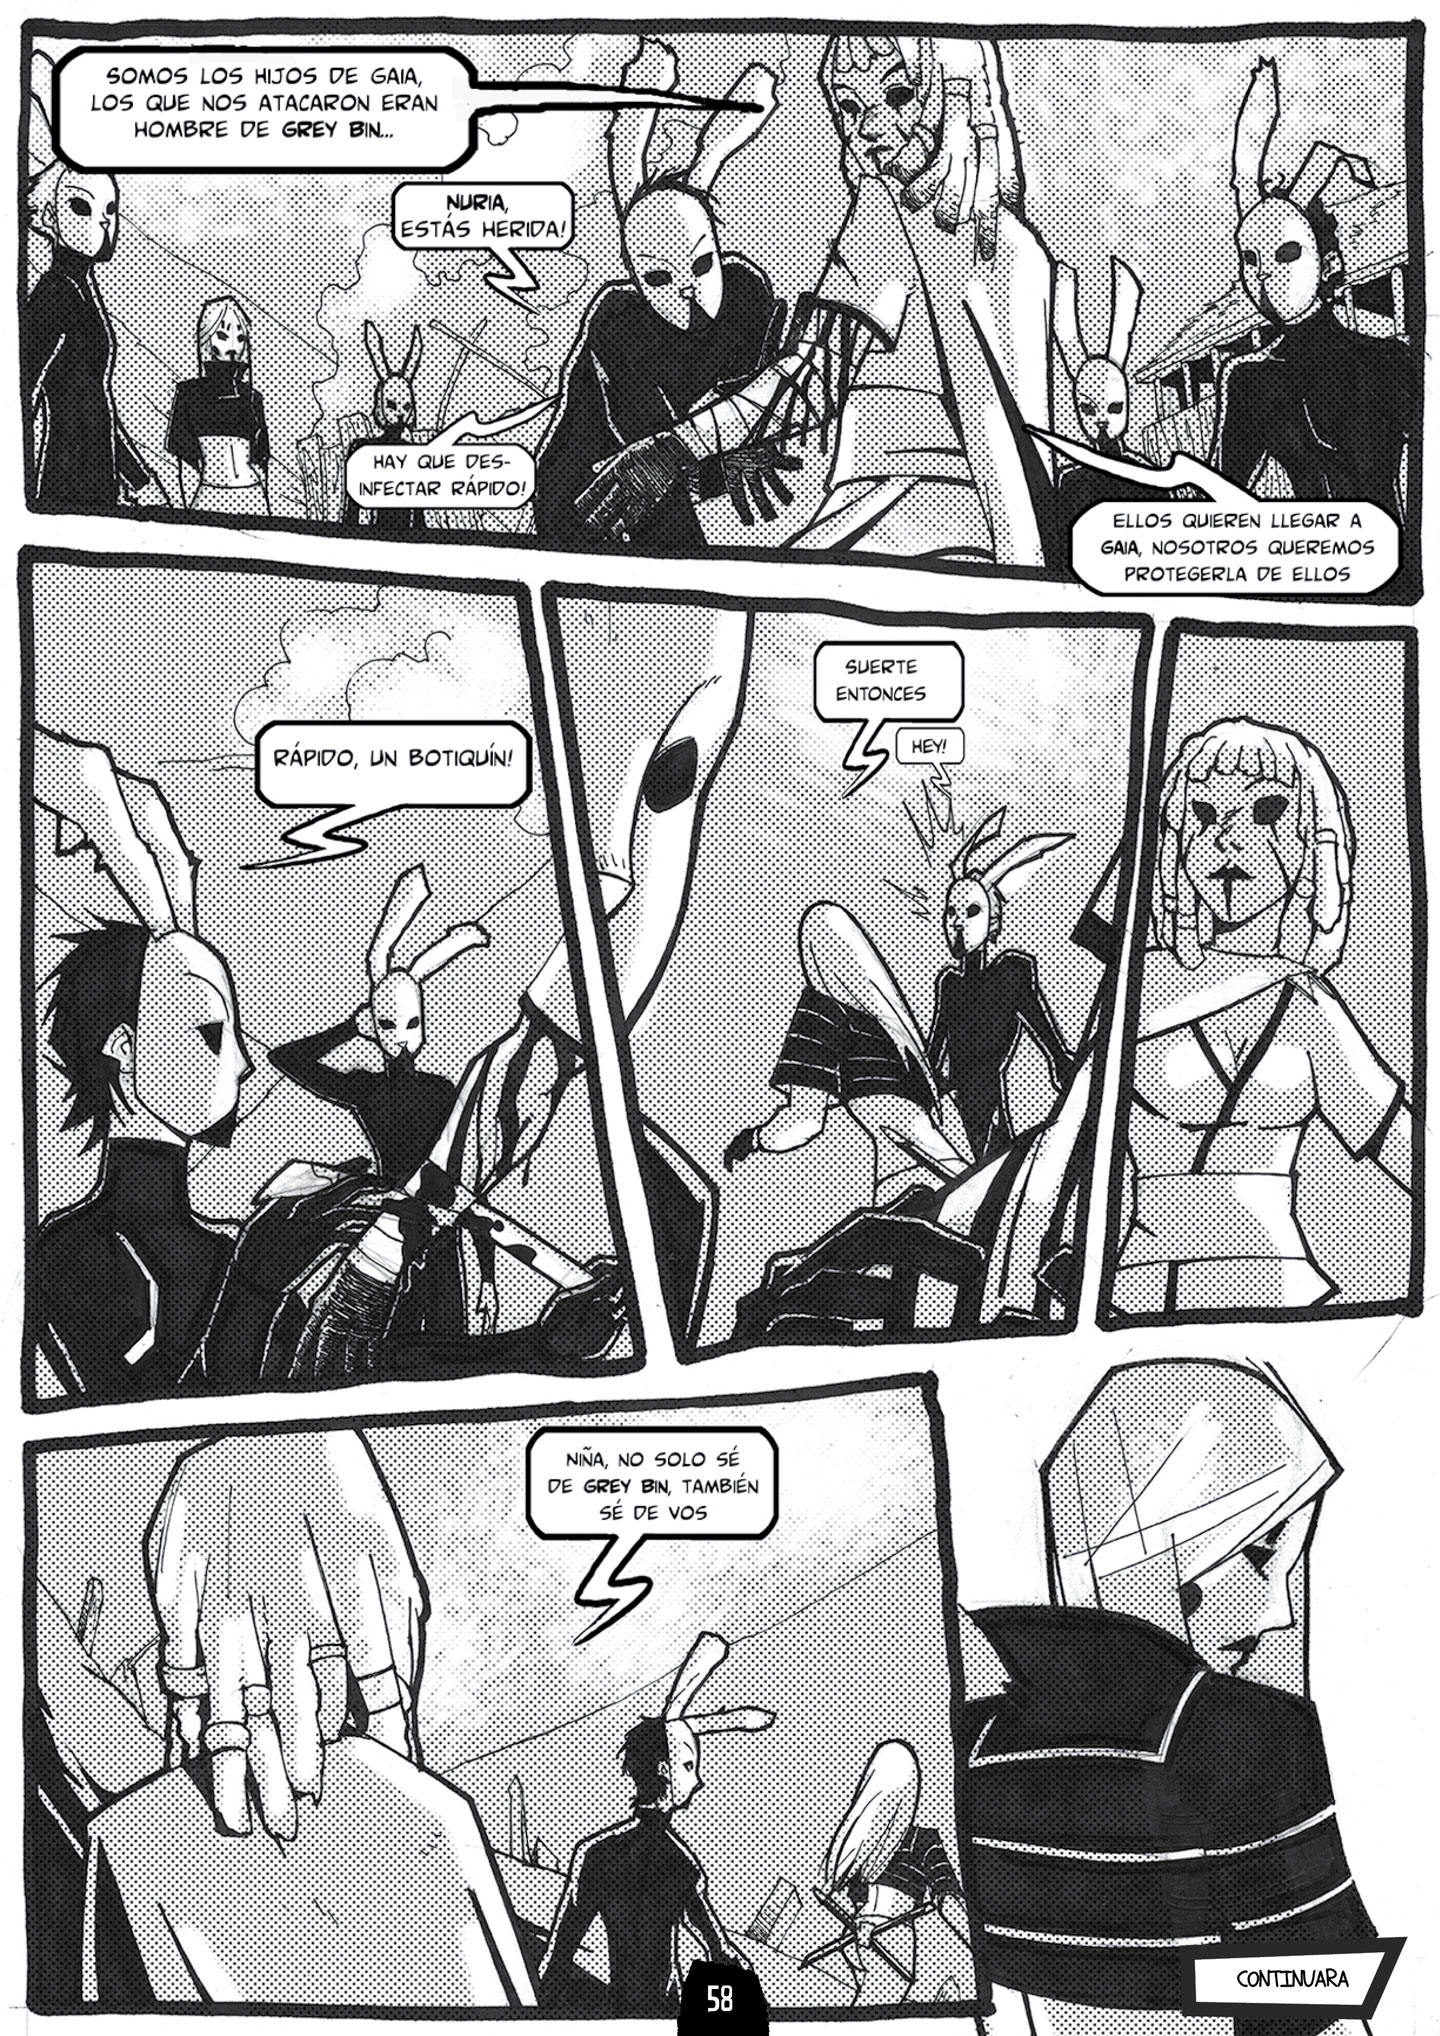 SOMOS LOS HIJOS DE GAIA,
LOS QUE NOS ATACARON ERAN
HOMBRE DE GREY BIN...
NURIA,
ESTÁS HERIDA!
HAY QUE DES-
INFECTAR RÁPIDO!
ELLOS QUIEREN LLEGAR A
GAIA, NOSOTROS QUEREMOS
PROTEGERLA DE ELLOS
RÁPIDO, UN BOTIQUÍN!
SUERTE
ENTONCES
HEY!
NIÑA, NO SOLO SÉ
DE GREY BIN, TAMBIÉN
SÉ DE VOS
CONTINUARA
58